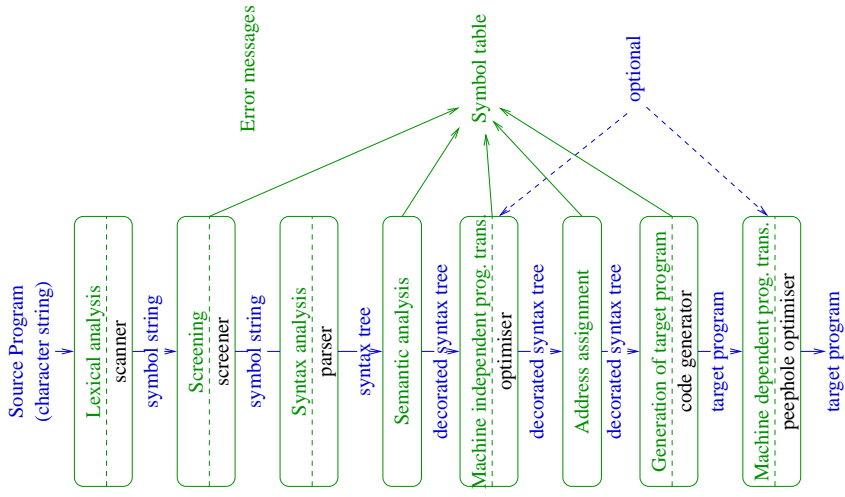 Source Program
(character string)
Lexical analysis
scanner
symbol string
Screening
screener
symbol string
Syntax analysis
parser
syntax tree
Semantic analysis
decorated syntax tree
Machine independent prog. trans.
optimiser
decorated syntax tree
Address assignment
decorated syntax tree
Generation of target program
code generator
target program
Machine dependent prog. trans.
peephole optimiser
target program
Error messages
Symbol table
optional